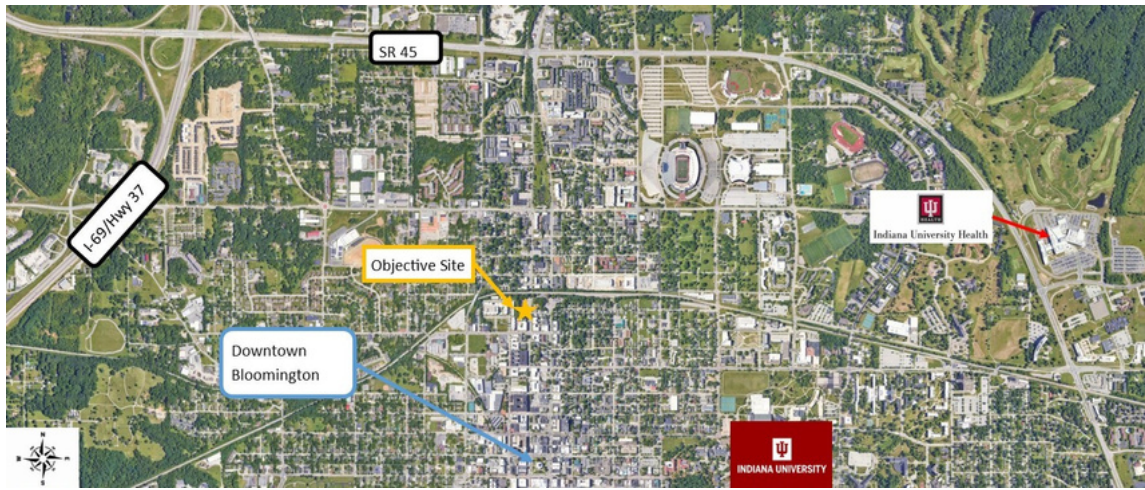 SR 45
I-69/Hwy 37
Indiana University Health
Objective Site
Downtown
Bloomington
INDIANA UNIVERSITY
N
S